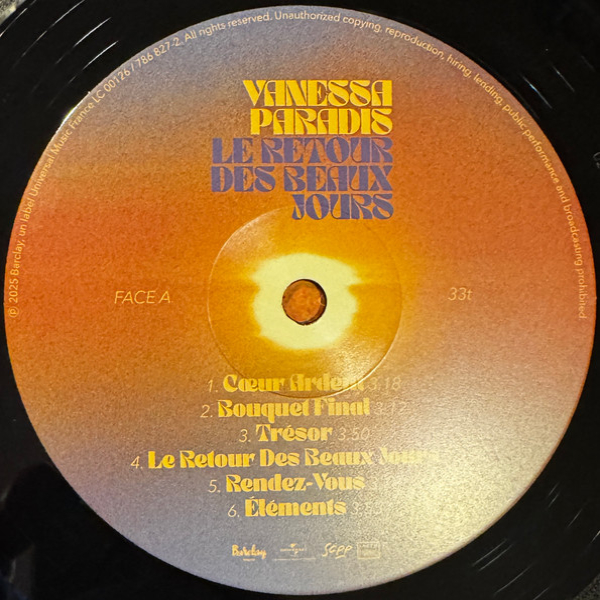 ℗ 2025 Barclay, un label Universal Music France LC 00126 / 786 827-2. All rights reserved. Unauthorized copying, reproduction, hiring, lending, public performance and broadcasting prohibited
VANESSA
PARADIS
LE RETOUR
DES BEAUX
JOURS
FACE A
33t
1. Cœur Ardent 3.18
2. Bouquet Final 3.12
3. Trésor 3.50
4. Le Retour Des Beaux Jours
5. Rendez-Vous
6. Éléments
Barclay